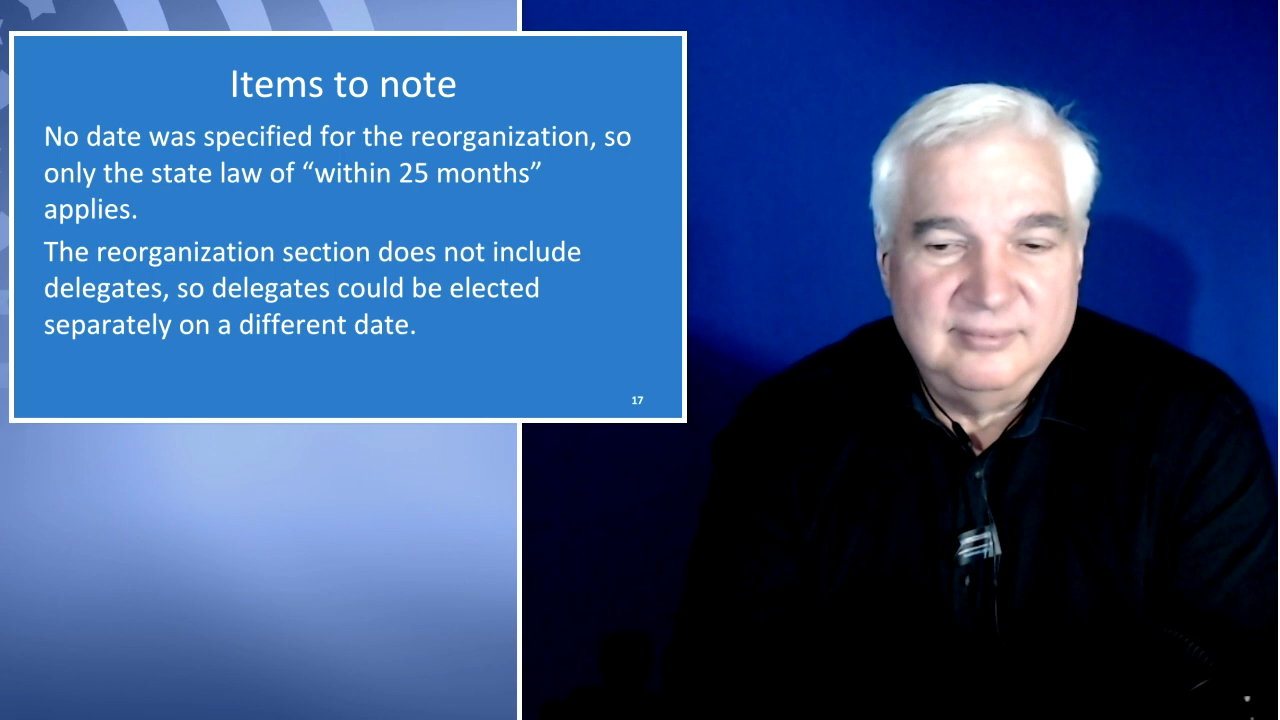 Items to note
No date was specified for the reorganization, so
only the state law of “within 25 months”
applies.
The reorganization section does not include
delegates, so delegates could be elected
separately on a different date.
17